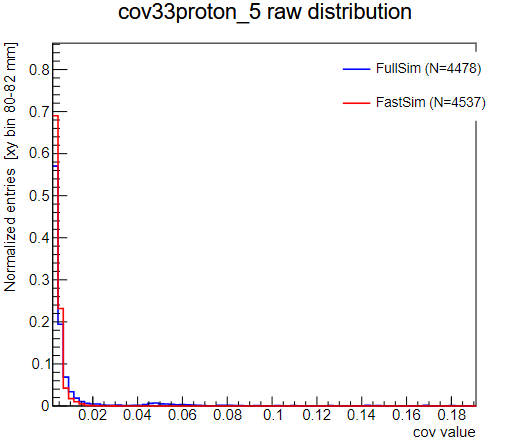 cov33proton_5 raw distribution
Normalized entries [xy bin 80-82 mm]
FullSim (N=4478)
FastSim (N=4537)
0.8
0.7
0.6
0.5
0.4
0.3
0.2
0.1
0
0.02 0.04 0.06 0.08 0.1 0.12 0.14 0.16 0.18
cov value